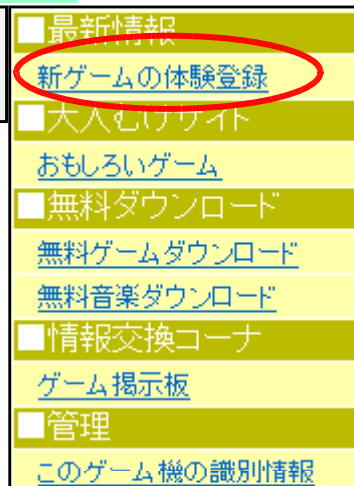 ■最新情報
新ゲームの体験登録
■大人むけサイト
おもしろいゲーム
■無料ダウンロード
無料ゲームダウンロード
無料音楽ダウンロード
■情報交換コーナ
ゲーム掲示板
■管理
このゲーム機の識別情報